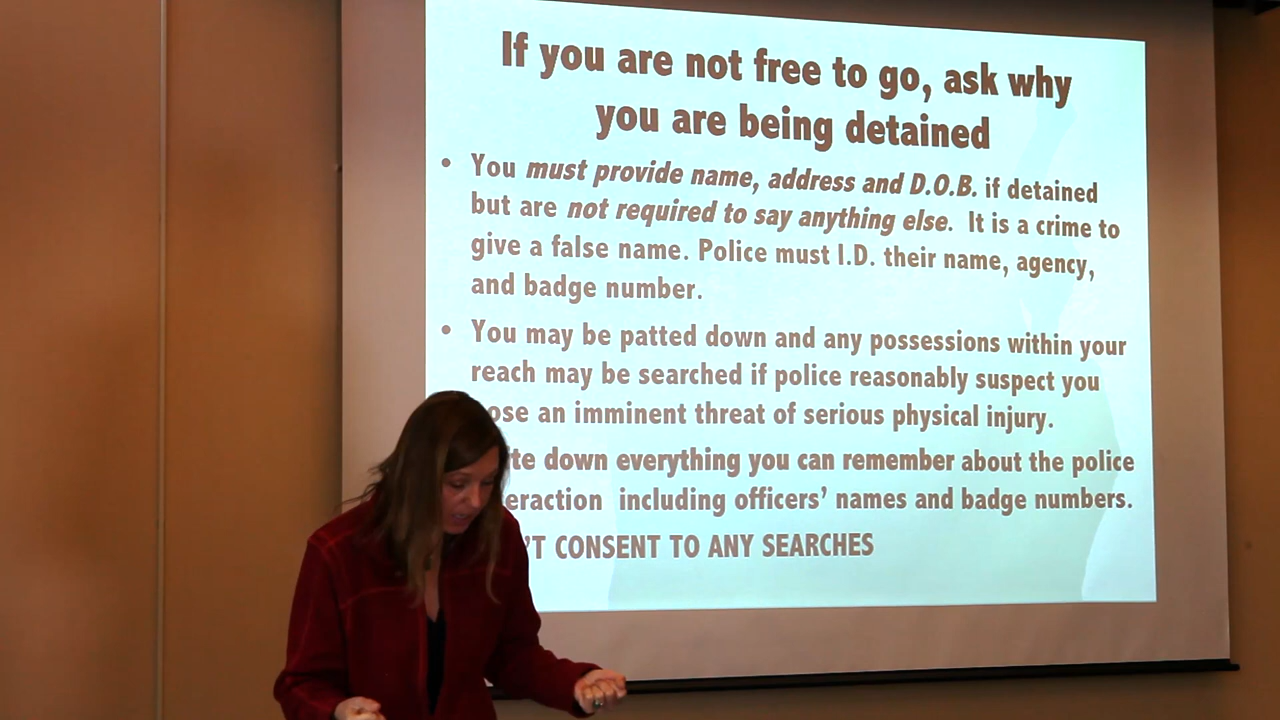 If you are not free to go, ask why
you are being detained
• You must provide name, address and D.O.B. if detained
but are not required to say anything else. It is a crime to
give a false name. Police must I.D. their name, agency,
and badge number.
• You may be patted down and any possessions within your
reach may be searched if police reasonably suspect you
ose an imminent threat of serious physical injury.
te down everything you can remember about the police
eraction including officers’ names and badge numbers.
’T CONSENT TO ANY SEARCHES